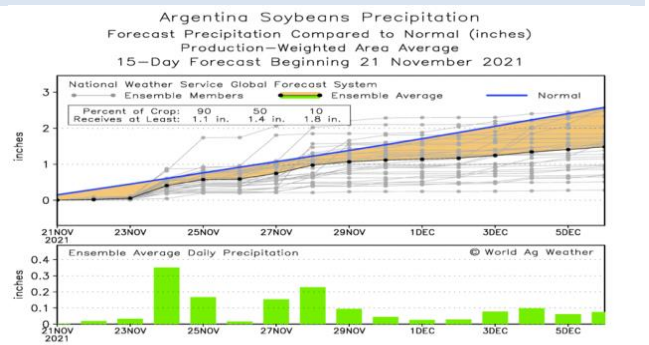 Argentina Soybeans Precipitation
Forecast Precipitation Compared to Normal (inches)
Production-Weighted Area Average
15-Day Forecast Beginning 21 November 2021
National Weather Service Global Forecast System
Ensemble Members Ensemble Average Normal
Percent of Crop: 90 50 10
Receives at Least: 1.1 in. 1.4 in. 1.8 in.
inches
3
2
1
0
21NOV 23NOV 25NOV 27NOV 29NOV 1DEC 3DEC 5DEC
2021
Ensemble Average Daily Precipitation © World Ag Weather
inches
0.4
0.3
0.2
0.1
0
21NOV 23NOV 25NOV 27NOV 29NOV 1DEC 3DEC 5DEC
2021